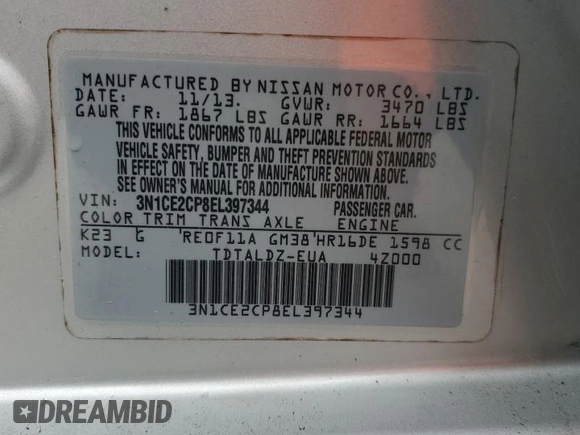 MANUFACTURED BY NISSAN MOTOR CO., LTD.
DATE: 11/13. GVWR: 3470 LBS
GAWR FR: 1867 LBS GAWR RR: 1664 LBS
THIS VEHICLE CONFORMS TO ALL APPLICABLE FEDERAL MOTOR
VEHICLE SAFETY, BUMPER AND THEFT PREVENTION STANDARDS
IN EFFECT ON THE DATE OF MANUFACTURE SHOWN ABOVE.
SEE OWNER'S MANUAL FOR ADDITIONAL INFORMATION.
VIN: 3N1CE2CP8EL397344 PASSENGER CAR.
COLOR TRIM TRANS AXLE ENGINE
K23 G 'RE0F11A GM38'HR16DE 1598 CC
MODEL: TDTALDZ-EUA 4Z000
3N1CE2CP8EL397344
DREAMBID